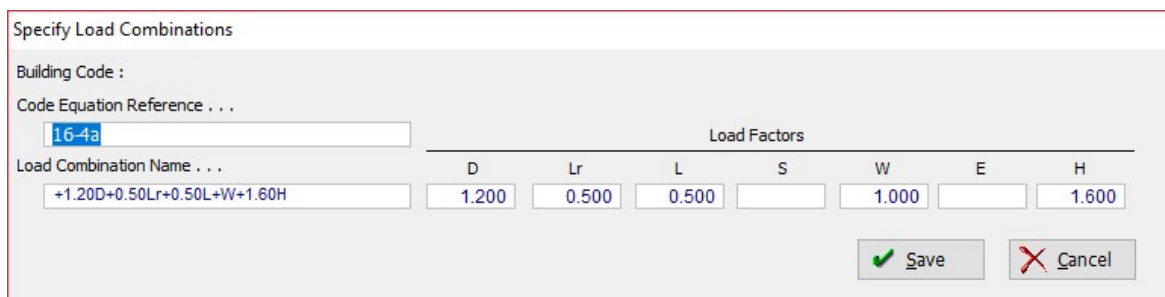 Specify Load Combinations
Building Code :
Code Equation Reference . . .
16-4a
Load Factors
Load Combination Name . . .
D Lr L S W E H
+1.20D+0.50Lr+0.50L+W+1.60H 1.200 0.500 0.500 1.000 1.600
Save Cancel